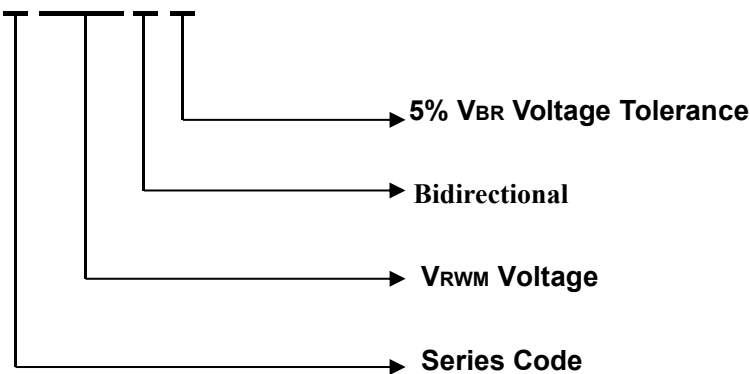 5% VBR Voltage Tolerance
Bidirectional
VRWM Voltage
Series Code